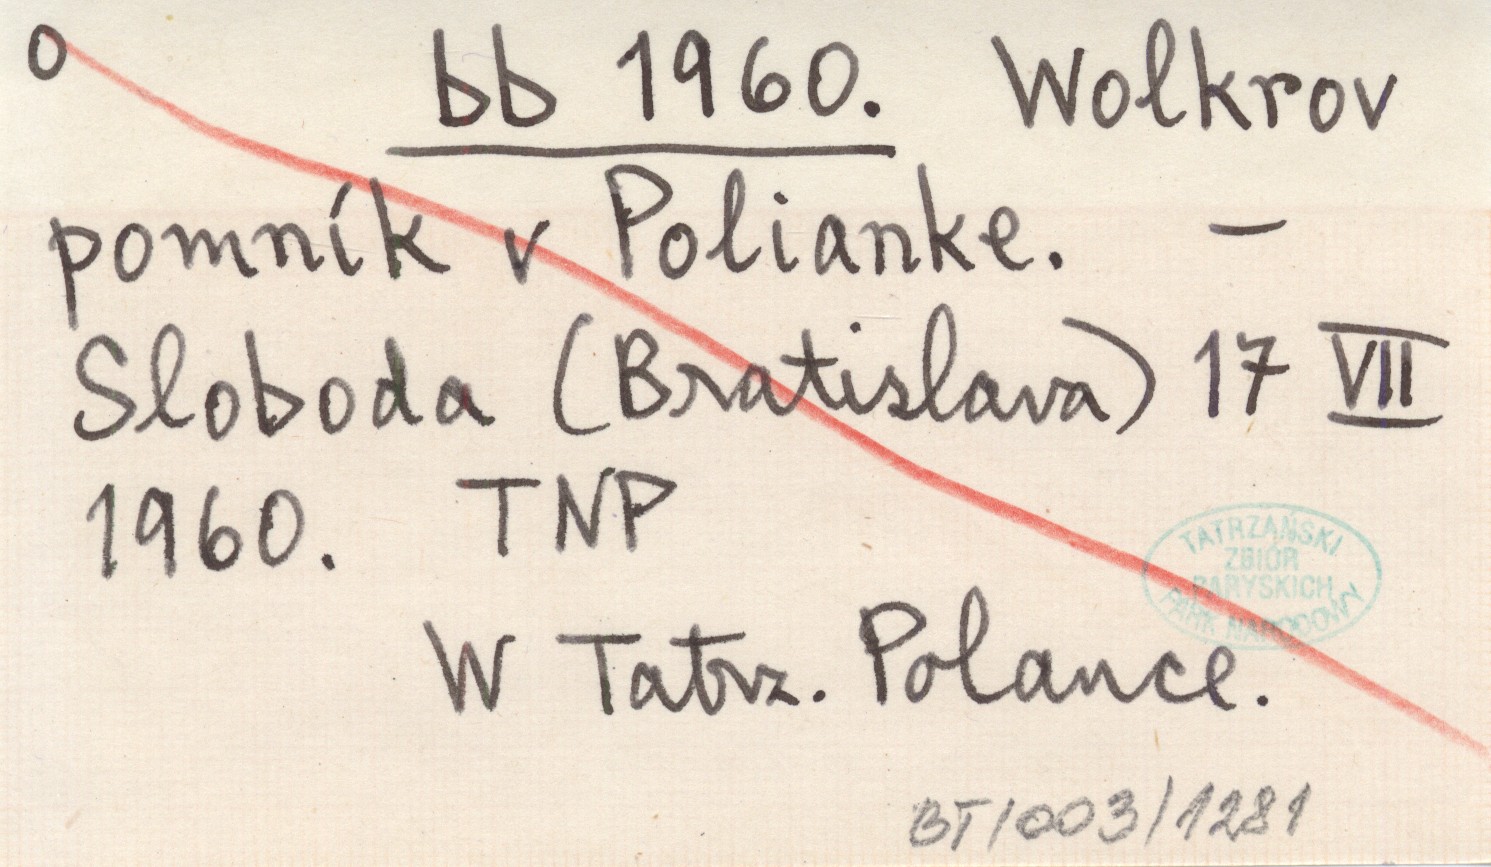 o bb 1960. Wolkrov
pomník v Polianke. –
Sloboda (Bratislava) 17 VII
1960. TNP
TATRZAŃSKI
ZBIÓR
PARYSKICH
PARK NARODOWY
W Tatrz. Polance.
BT/003/1281